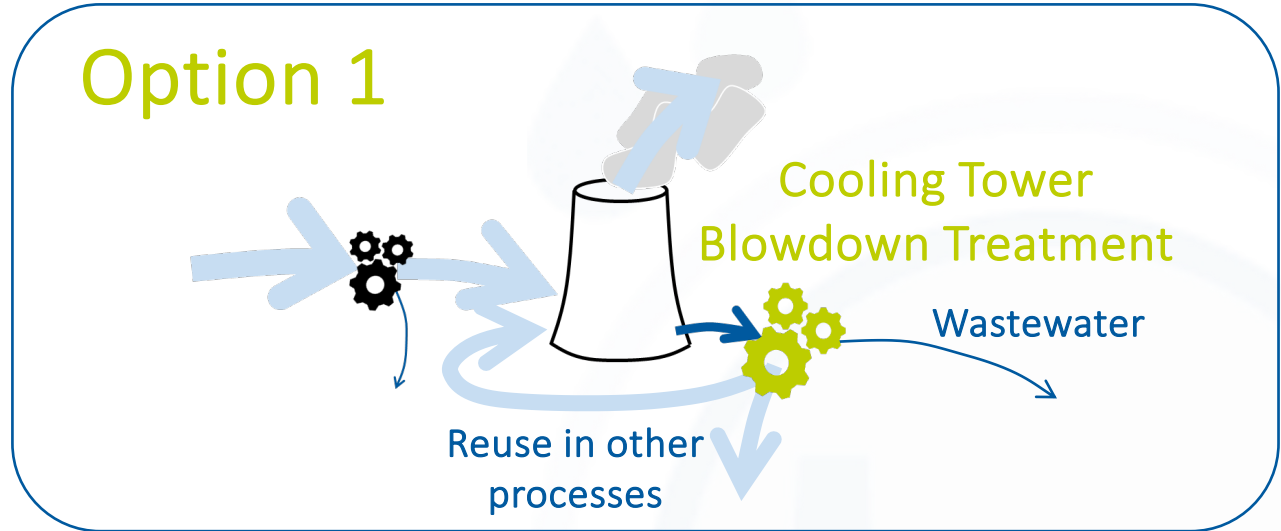 Option 1
Cooling Tower
Blowdown Treatment
Wastewater
Reuse in other
processes